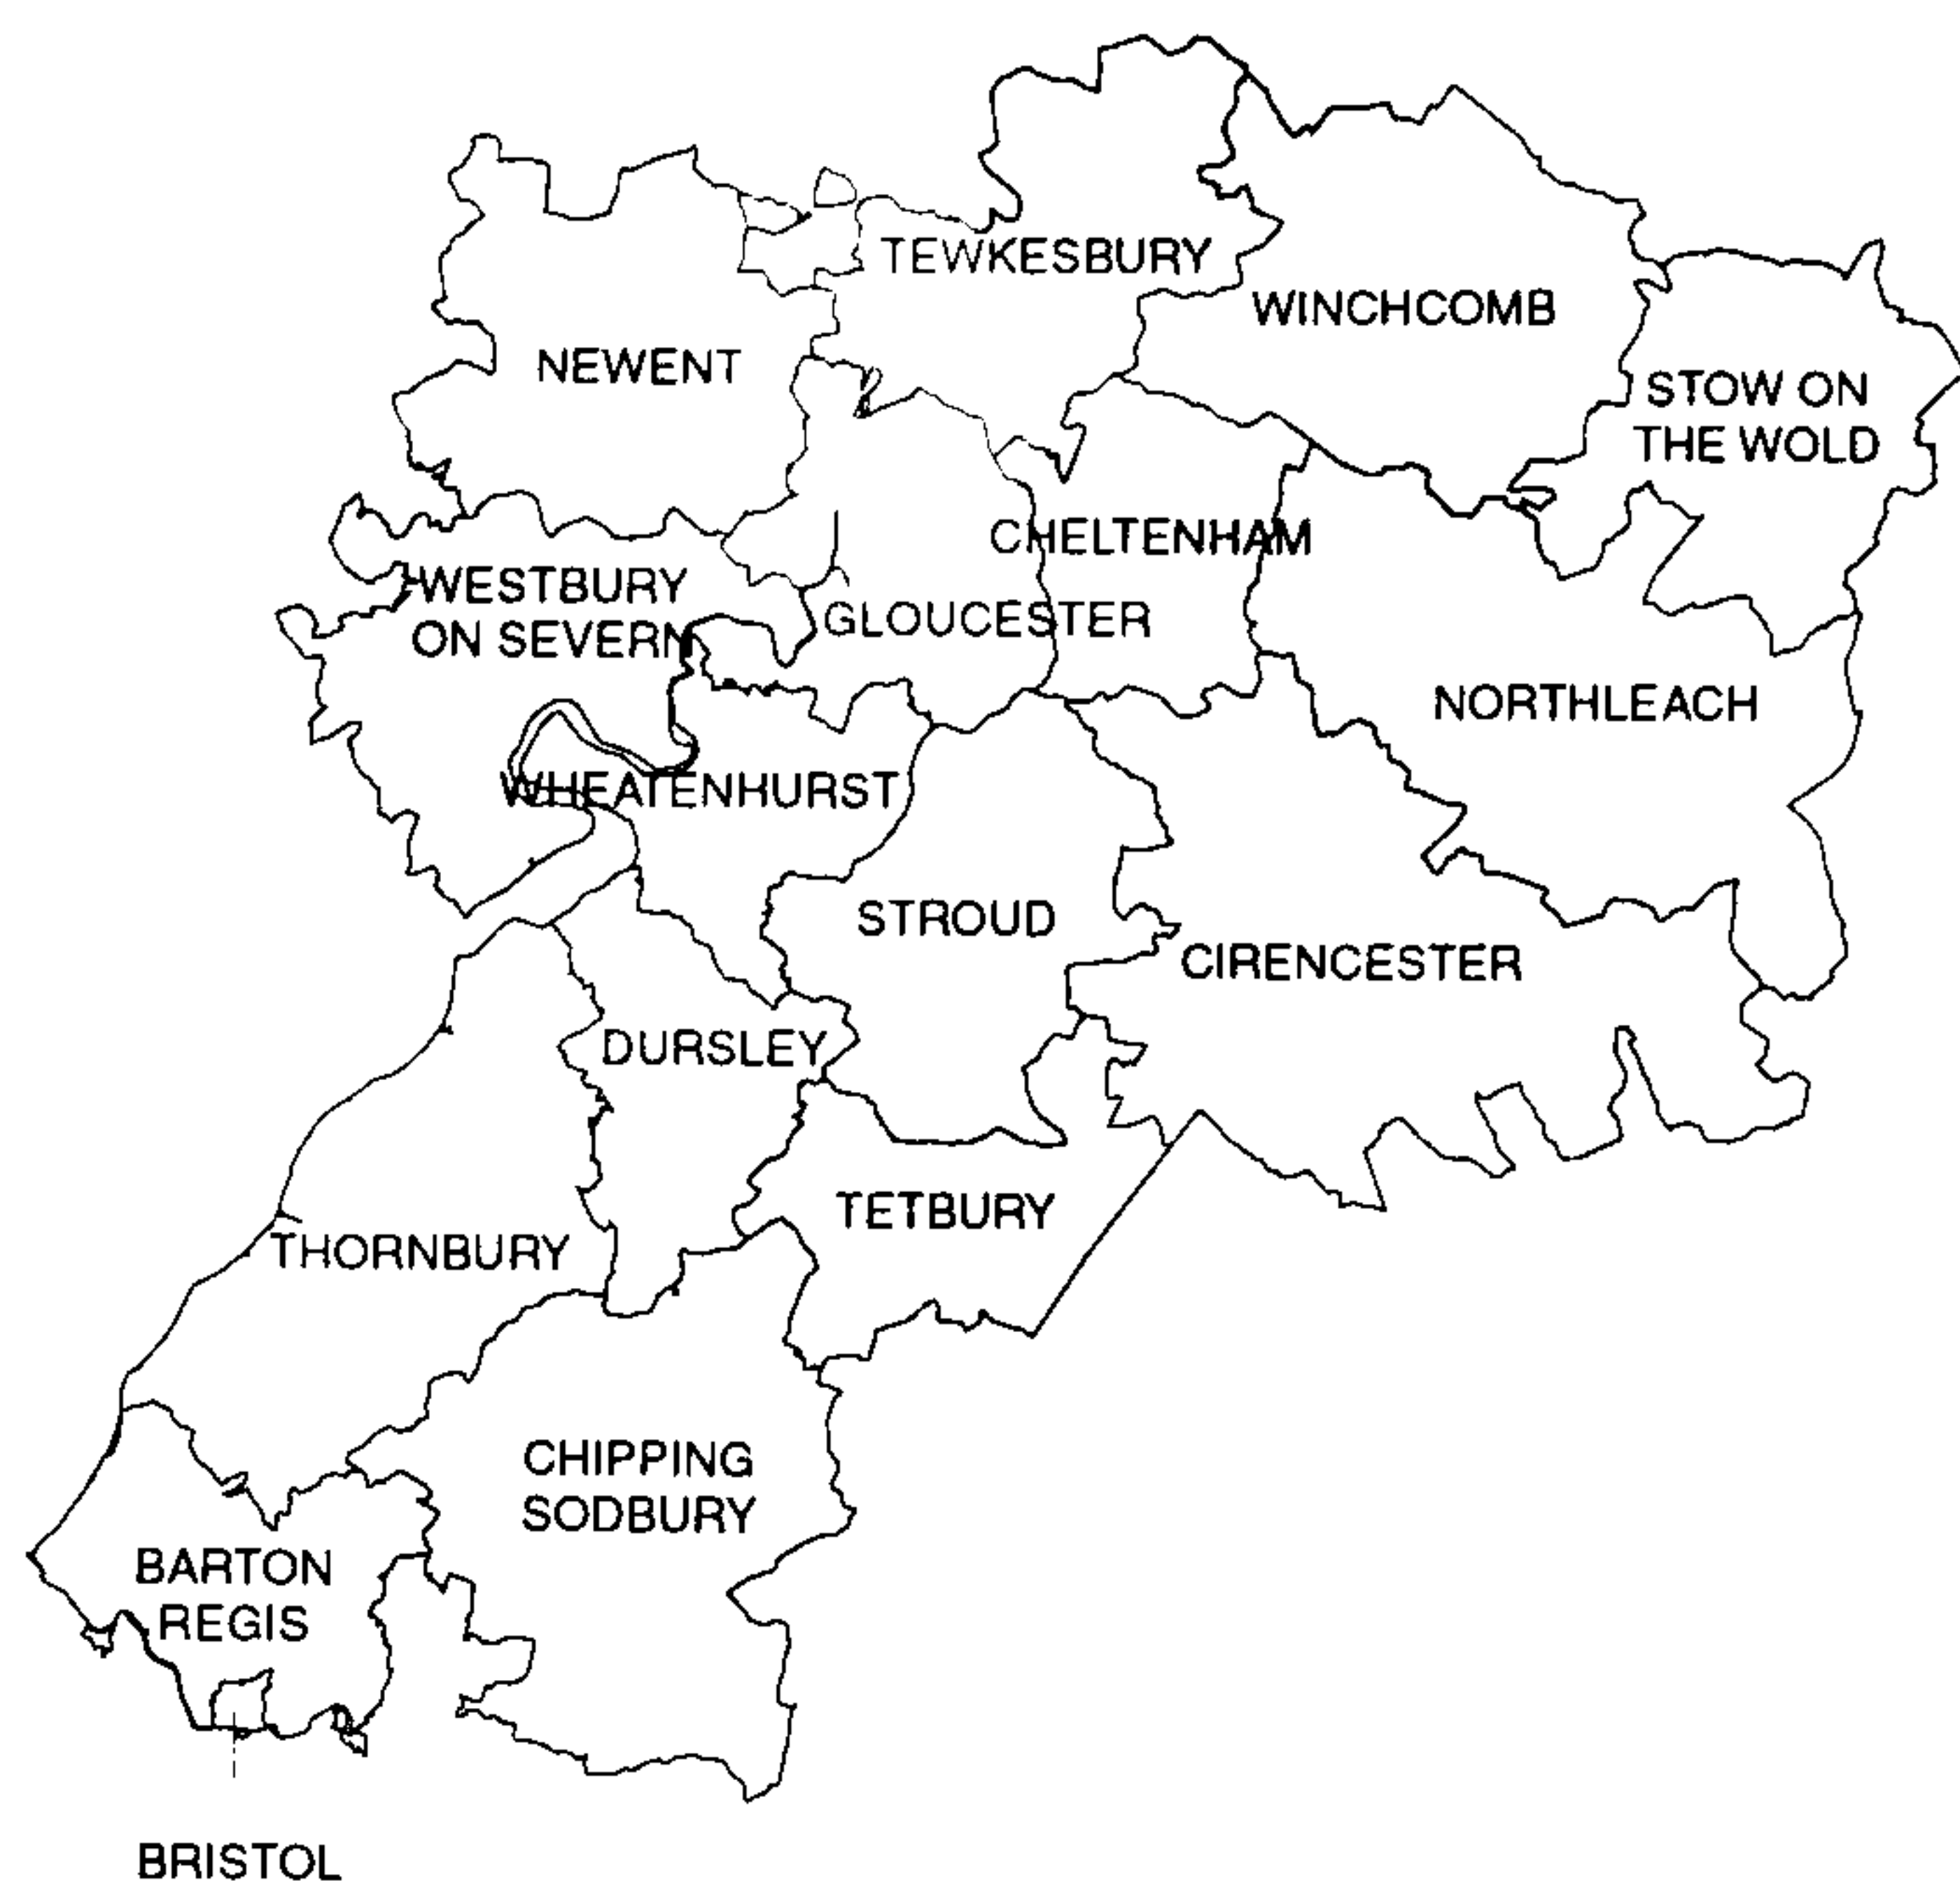 TEWKESBURY
WINCHCOMB
NEWENT
STOW ON
THE WOLD
CHELTENHAM
WESTBURY
ON SEVERN
GLOUCESTER
NORTHLEACH
WHEATENHURST
STROUD
CIRENCESTER
DURSLEY
TETBURY
THORNBURY
CHIPPING
SODBURY
BARTON
REGIS
BRISTOL